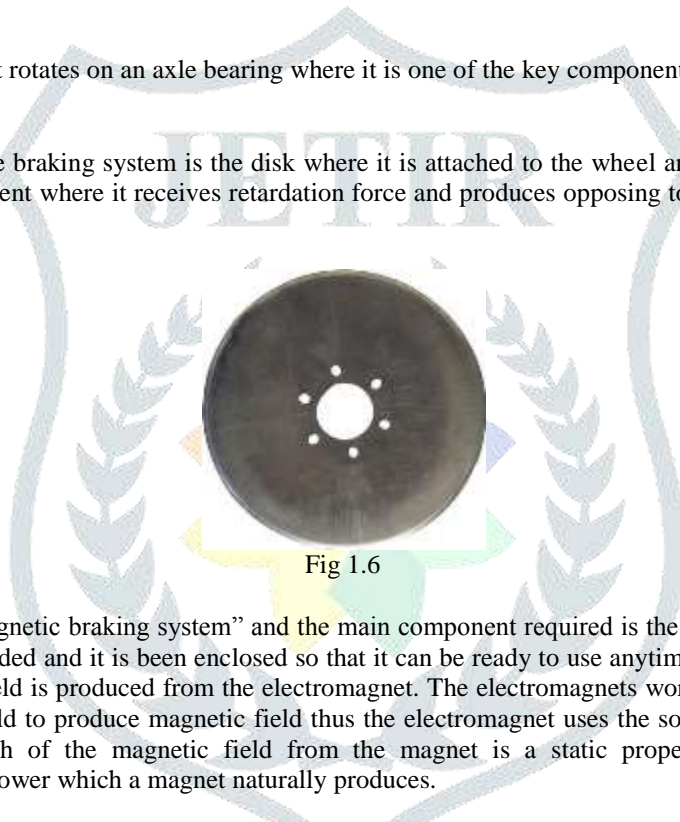 t rotates on an axle bearing where it is one of the key component
JETIR
e braking system is the disk where it is attached to the wheel a
ent where it receives retardation force and produces opposing to
Fig 1.6
gnetic braking system” and the main component required is the
ded and it is been enclosed so that it can be ready to use anytim
eld is produced from the electromagnet. The electromagnets wor
ld to produce magnetic field thus the electromagnet uses the so
h of the magnetic field from the magnet is a static prope
ower which a magnet naturally produces.